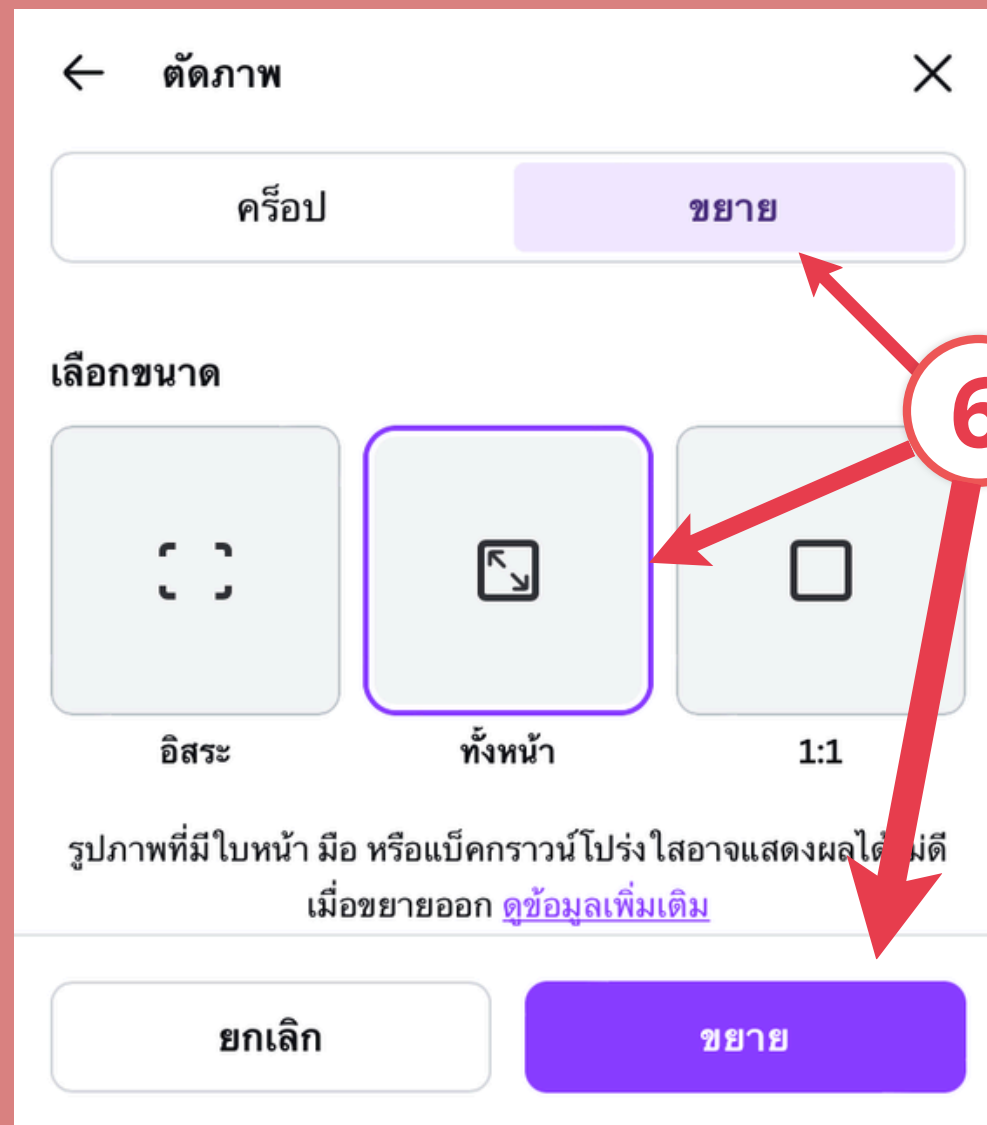 ตัดภาพ
คร็อป
ขยาย
เลือกขนาด
6
อิสระ
ทั้งหน้า
1:1
รูปภาพที่มีใบหน้า มือ หรือแบ็คกราวน์โปร่งใสอาจแสดงผลได้ไม่ดี
เมื่อขยายออก ดูข้อมูลเพิ่มเติม
ยกเลิก
ขยาย